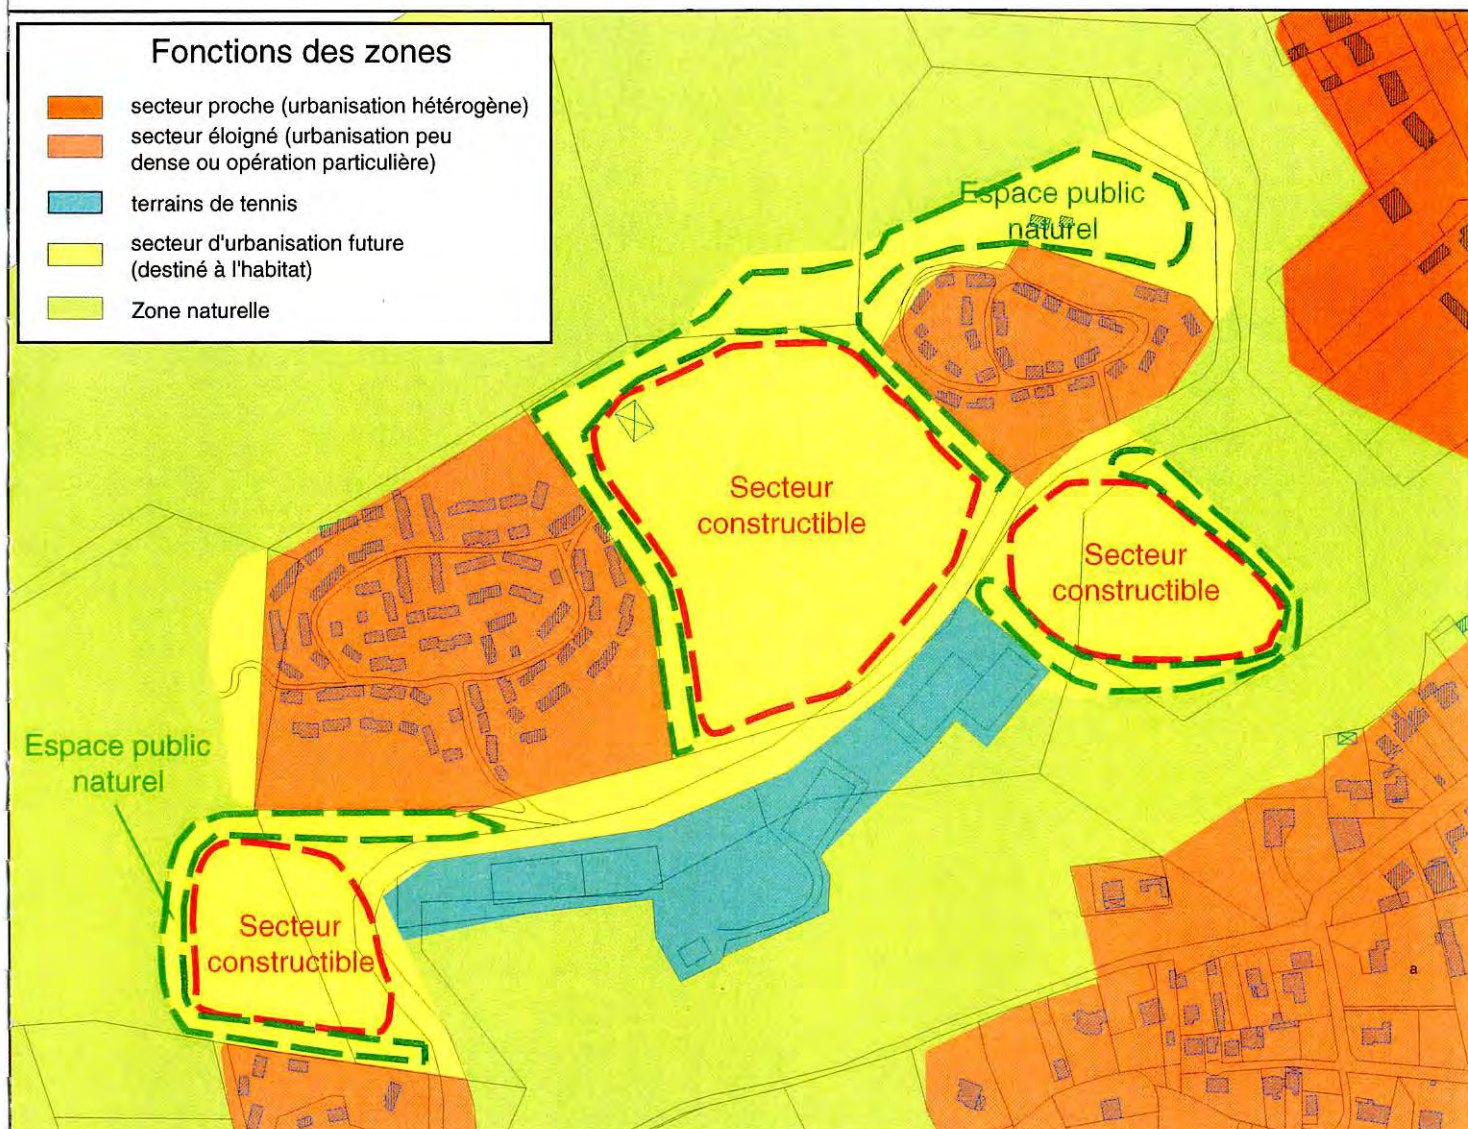 Fonctions des zones
secteur proche (urbanisation hétérogène)
secteur éloigné (urbanisation peu
dense ou opération particulière)
terrains de tennis
secteur d'urbanisation future
(destiné à l'habitat)
Zone naturelle
Espace public
naturel
Secteur
constructible
Secteur
constructible
Espace public
naturel
Secteur
constructible
a